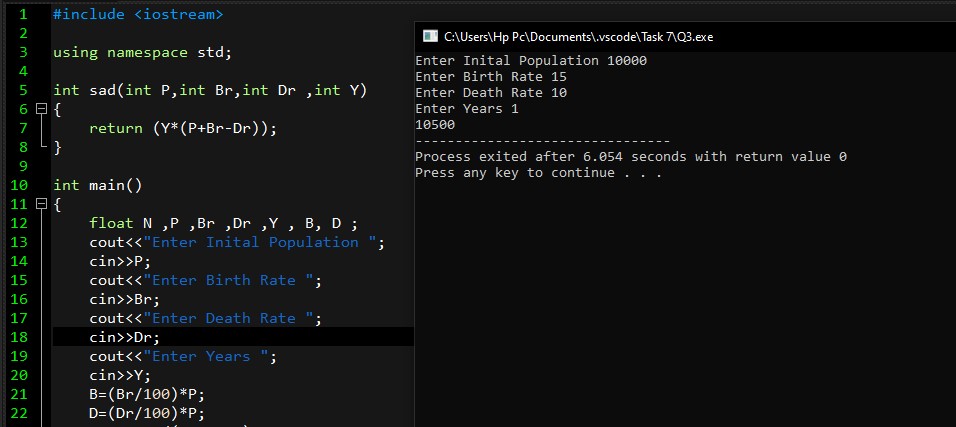 1 #include <iostream>
2
3 using namespace std;
4
5 int sad(int P,int Br,int Dr ,int Y)
6 {
7 return (Y*(P+Br-Dr));
8 }
9
10 int main()
11 {
12 float N ,P ,Br ,Dr ,Y , B, D ;
13 cout<<"Enter Inital Population ";
14 cin>>P;
15 cout<<"Enter Birth Rate ";
16 cin>>Br;
17 cout<<"Enter Death Rate ";
18 cin>>Dr;
19 cout<<"Enter Years ";
20 cin>>Y;
21 B=(Br/100)*P;
22 D=(Dr/100)*P;
C:\Users\Hp Pc\Documents\.vscode\Task 7\Q3.exe
Enter Inital Population 10000
Enter Birth Rate 15
Enter Death Rate 10
Enter Years 1
10500
--------------------------------
Process exited after 6.054 seconds with return value 0
Press any key to continue . . .